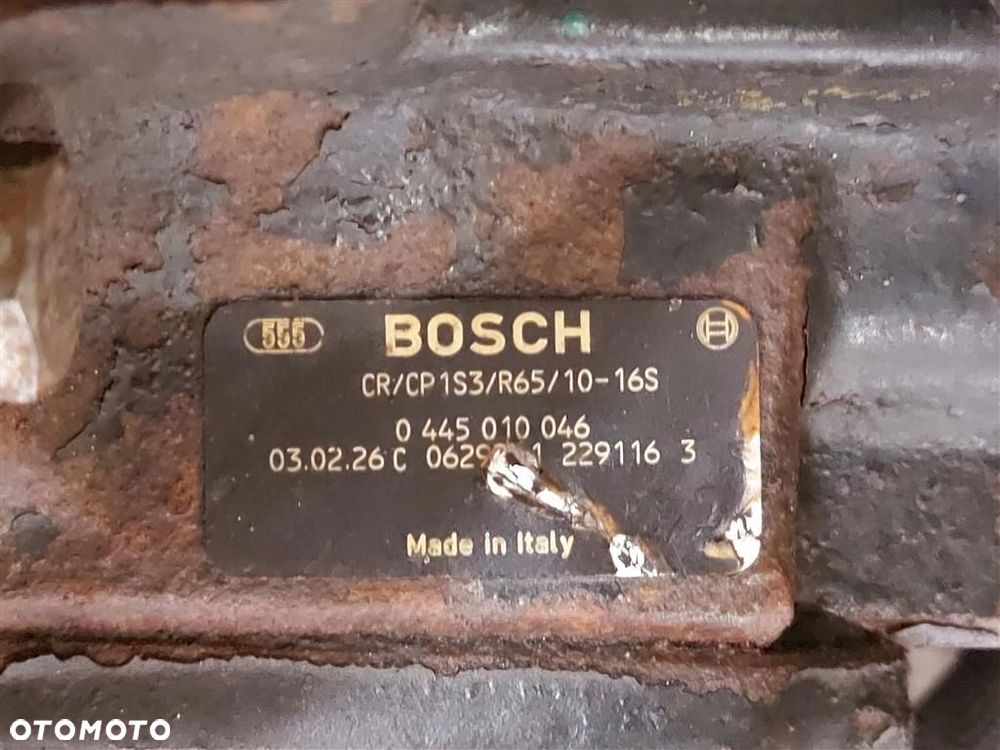 555 BOSCH
CR/CP1S3/R65/10-16S
0 445 010 046
03.02.26 C 229116 3
Made in Italy
OTOMOTO